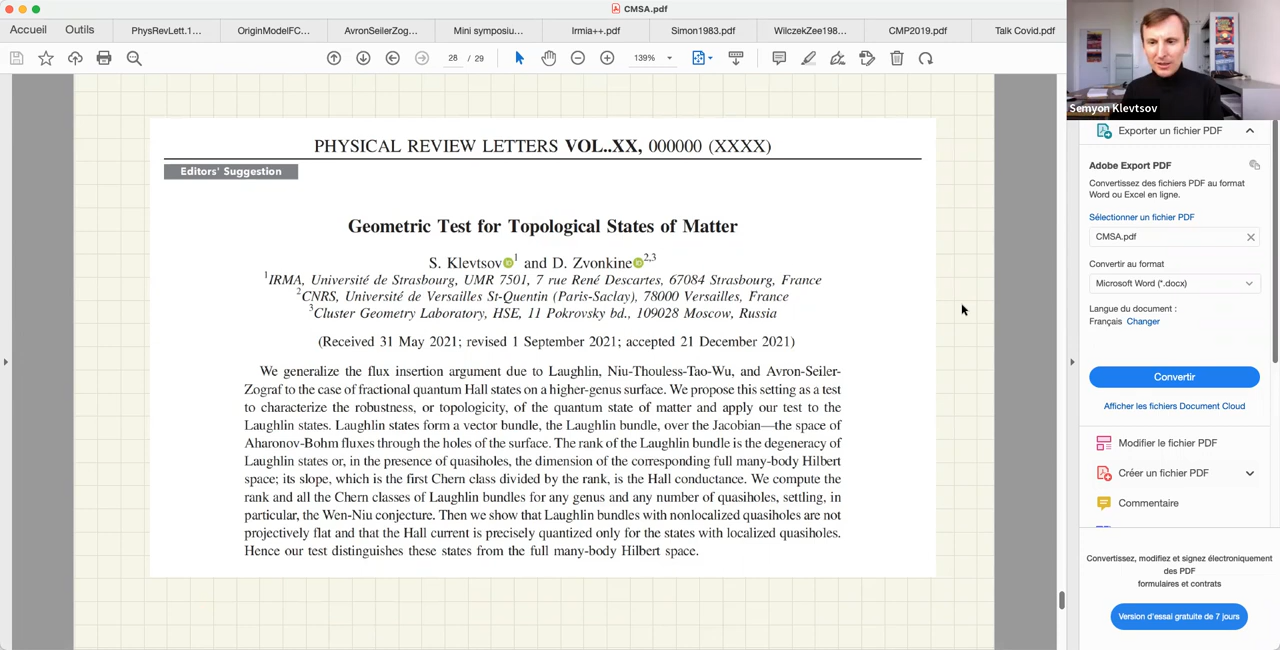 CMSA.pdf
Accueil
Outils
PhysRevLett.1...
OriginModelFC...
AvronSeilerZog...
Mini symposiu...
Irmia++.pdf
Simon1983.pdf
WilczekZee198...
CMP2019.pdf
Talk Covid.pdf
28 / 29
139%
Semyon Klevtsov
PHYSICAL REVIEW LETTERS VOL..XX, 000000 (XXXX)
Editors' Suggestion
Geometric Test for Topological States of Matter
S. Klevtsov 1 and D. Zvonkine 2,3
1IRMA, Université de Strasbourg, UMR 7501, 7 rue René Descartes, 67084 Strasbourg, France
2CNRS, Université de Versailles St-Quentin (Paris-Saclay), 78000 Versailles, France
3Cluster Geometry Laboratory, HSE, 11 Pokrovsky bd., 109028 Moscow, Russia
(Received 31 May 2021; revised 1 September 2021; accepted 21 December 2021)
We generalize the flux insertion argument due to Laughlin, Niu-Thouless-Tao-Wu, and Avron-Seiler-
Zograf to the case of fractional quantum Hall states on a higher-genus surface. We propose this setting as a test
to characterize the robustness, or topologicity, of the quantum state of matter and apply our test to the
Laughlin states. Laughlin states form a vector bundle, the Laughlin bundle, over the Jacobian—the space of
Aharonov-Bohm fluxes through the holes of the surface. The rank of the Laughlin bundle is the degeneracy of
Laughlin states or, in the presence of quasiholes, the dimension of the corresponding full many-body Hilbert
space; its slope, which is the first Chern class divided by the rank, is the Hall conductance. We compute the
rank and all the Chern classes of Laughlin bundles for any genus and any number of quasiholes, settling, in
particular, the Wen-Niu conjecture. Then we show that Laughlin bundles with nonlocalized quasiholes are not
projectively flat and that the Hall current is precisely quantized only for the states with localized quasiholes.
Hence our test distinguishes these states from the full many-body Hilbert space.
Exporter un fichier PDF
Adobe Export PDF
Convertissez des fichiers PDF au format
Word ou Excel en ligne.
Sélectionner un fichier PDF
CMSA.pdf
Convertir au format
Microsoft Word (*.docx)
Langue du document :
Français Changer
Convertir
Afficher les fichiers Document Cloud
Modifier le fichier PDF
Créer un fichier PDF
Commentaire
Convertissez, modifiez et signez électroniquement
des PDF
formulaires et contrats
Version d'essai gratuite de 7 jours